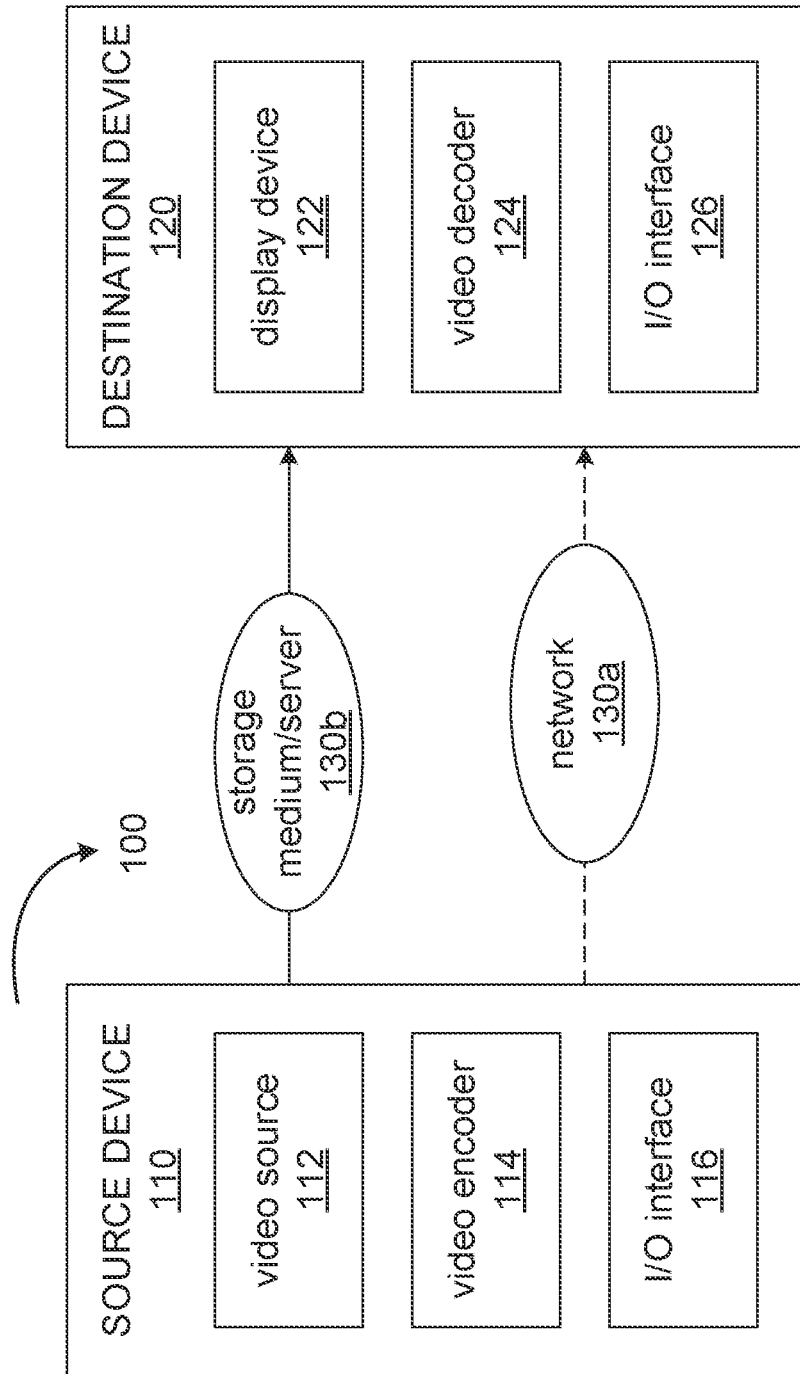 100
SOURCE DEVICE
110
video source
112
video encoder
114
I/O interface
116
storage
medium/server
130b
network
130a
DESTINATION DEVICE
120
display device
122
video decoder
124
I/O interface
126